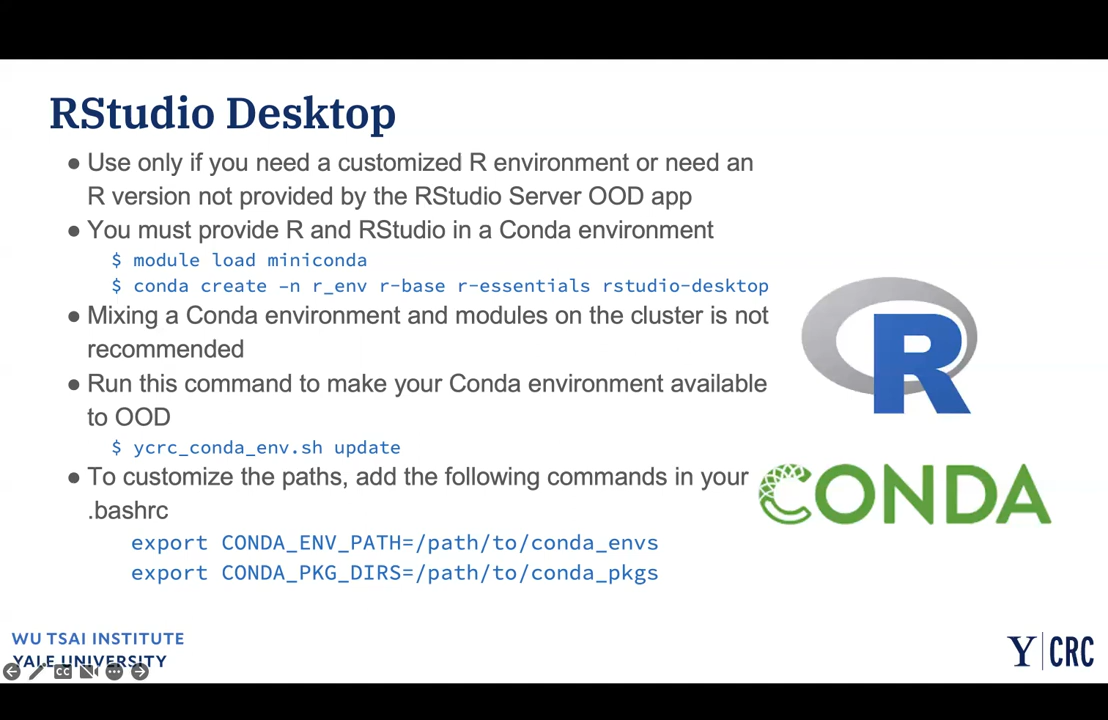 RStudio Desktop
● Use only if you need a customized R environment or need an
R version not provided by the RStudio Server OOD app
● You must provide R and RStudio in a Conda environment
$ module load miniconda
$ conda create –n r_env r-base r-essentials rstudio-desktop
● Mixing a Conda environment and modules on the cluster is not
recommended
● Run this command to make your Conda environment available
to OOD
$ ycrc_conda_env.sh update
● To customize the paths, add the following commands in your
.bashrc
export CONDA_ENV_PATH=/path/to/conda_envs
export CONDA_PKG_DIRS=/path/to/conda_pkgs
R
CONDA
WU TSAI INSTITUTE
YALE UNIVERSITY
CC
Y|CRC